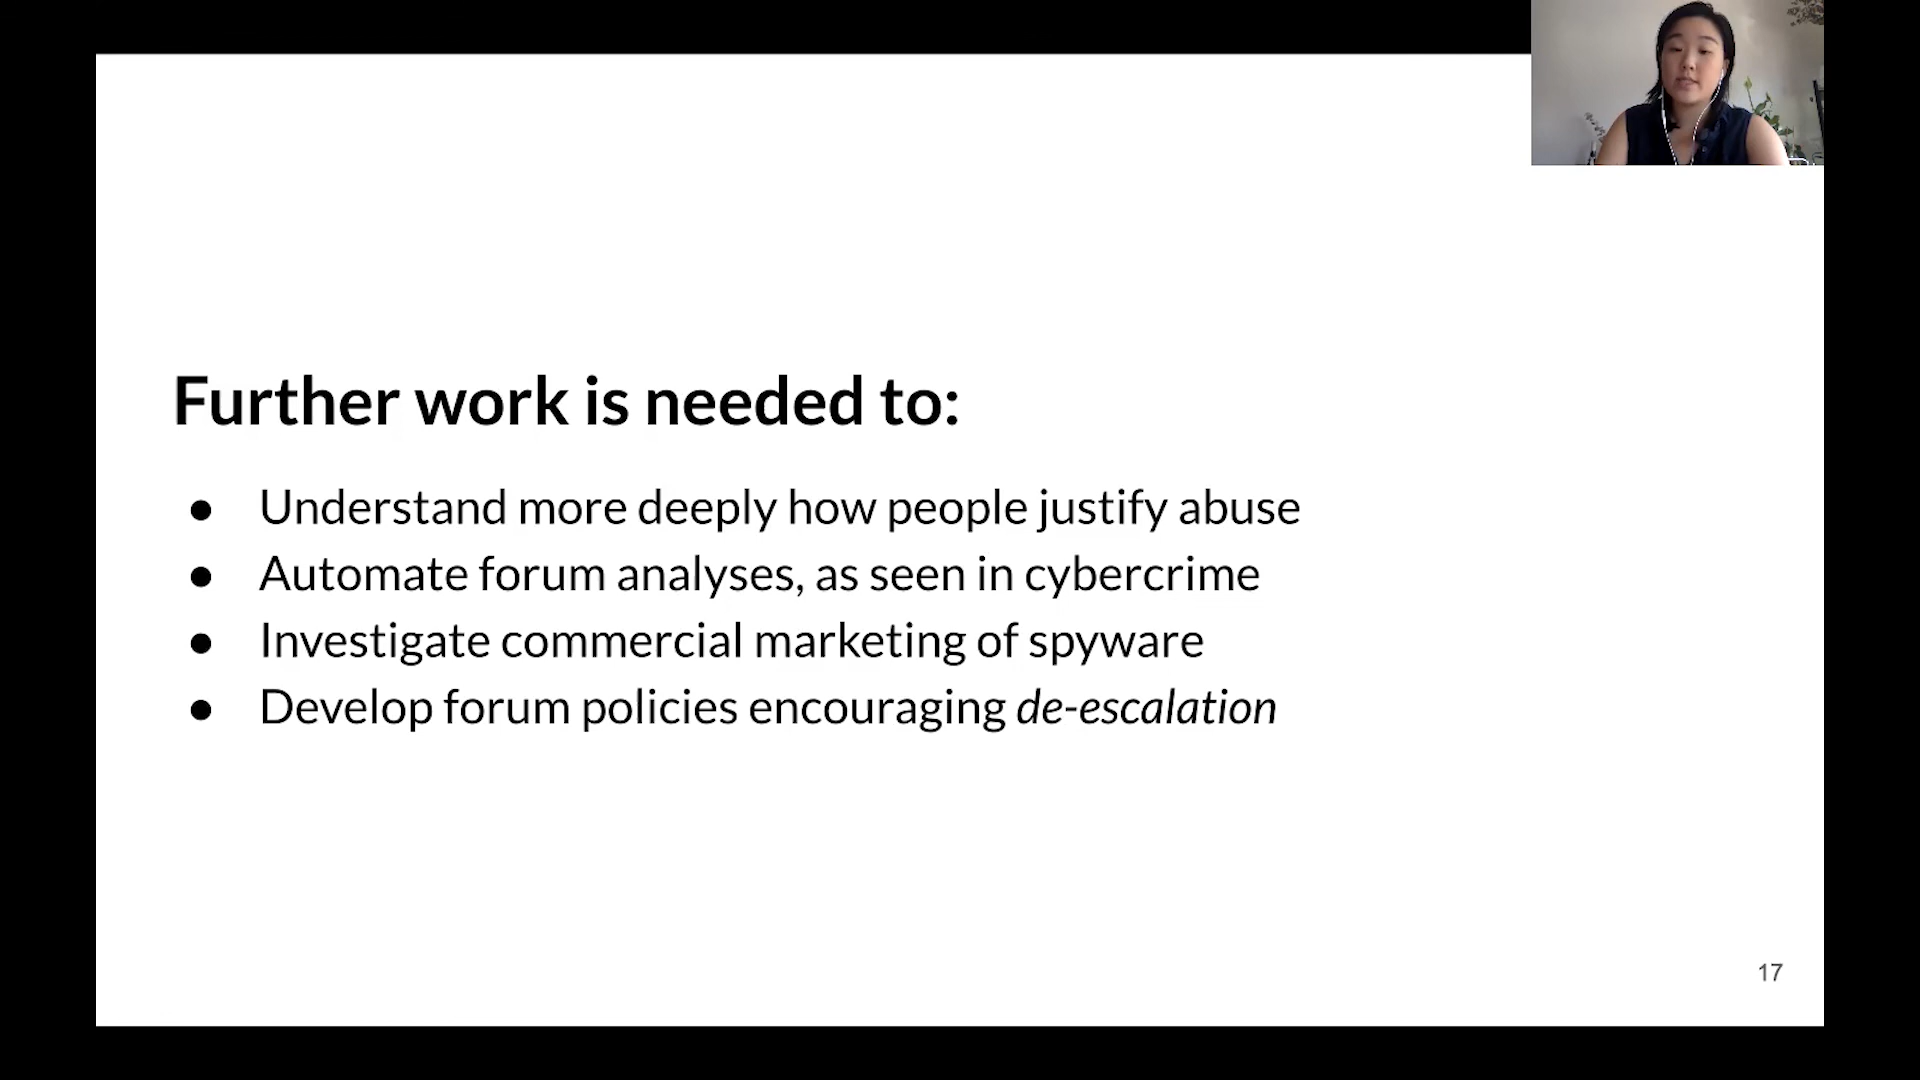 Further work is needed to:
● Understand more deeply how people justify abuse
● Automate forum analyses, as seen in cybercrime
● Investigate commercial marketing of spyware
● Develop forum policies encouraging de-escalation
17